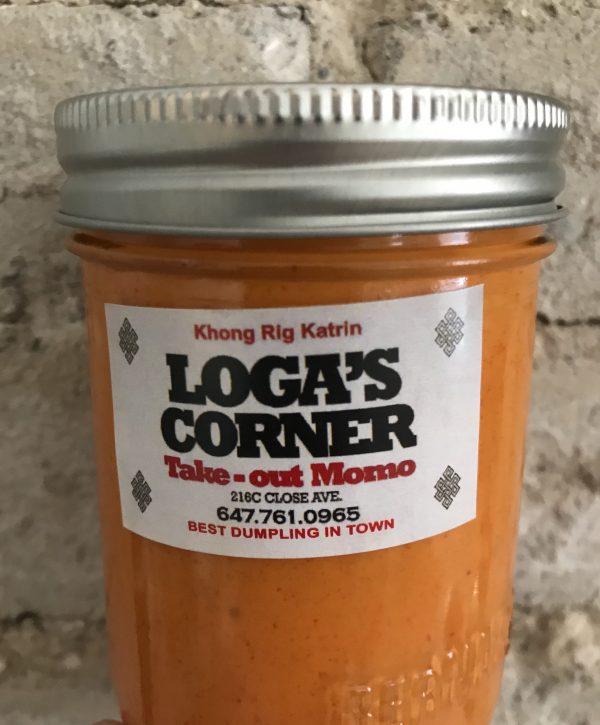 Khong Rig Katrin
LOGA'S
CORNER
Take-out Momo
216C CLOSE AVE.
647.761.0965
BEST DUMPLING IN TOWN